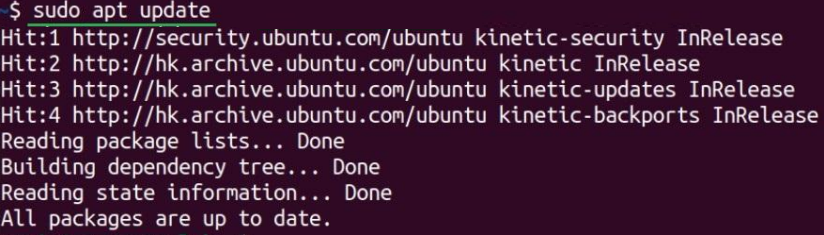 ~$ sudo apt update
Hit:1 http://security.ubuntu.com/ubuntu kinetic-security InRelease
Hit:2 http://hk.archive.ubuntu.com/ubuntu kinetic InRelease
Hit:3 http://hk.archive.ubuntu.com/ubuntu kinetic-updates InRelease
Hit:4 http://hk.archive.ubuntu.com/ubuntu kinetic-backports InRelease
Reading package lists... Done
Building dependency tree... Done
Reading state information... Done
All packages are up to date.